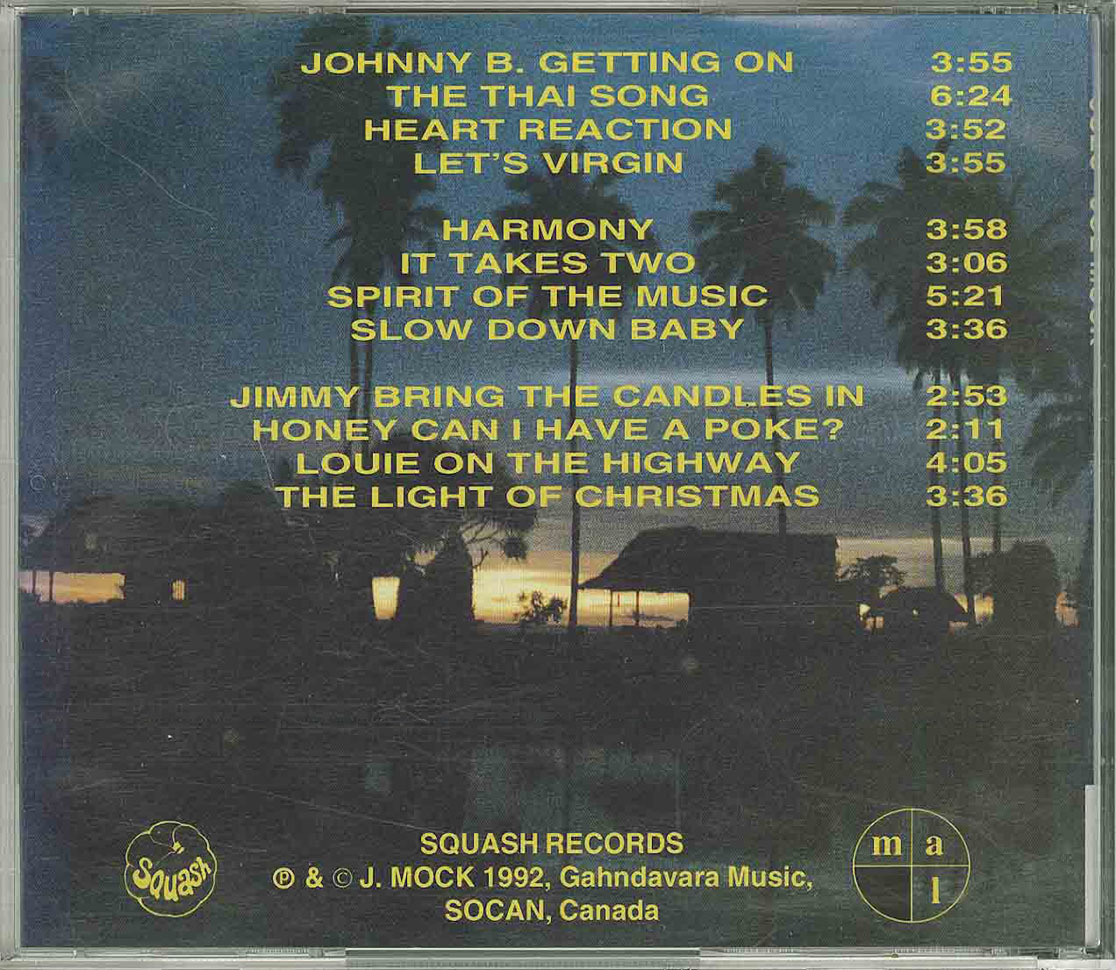 JOHNNY B. GETTING ON 3:55
THE THAI SONG 6:24
HEART REACTION 3:52
LET'S VIRGIN 3:55
HARMONY 3:58
IT TAKES TWO 3:06
SPIRIT OF THE MUSIC 5:21
SLOW DOWN BABY 3:36
JIMMY BRING THE CANDLES IN 2:53
HONEY CAN I HAVE A POKE? 2:11
LOUIE ON THE HIGHWAY 4:05
THE LIGHT OF CHRISTMAS 3:36
Squash
SQUASH RECORDS
℗ & © J. MOCK 1992, Gahndavara Music,
SOCAN, Canada
m a
l